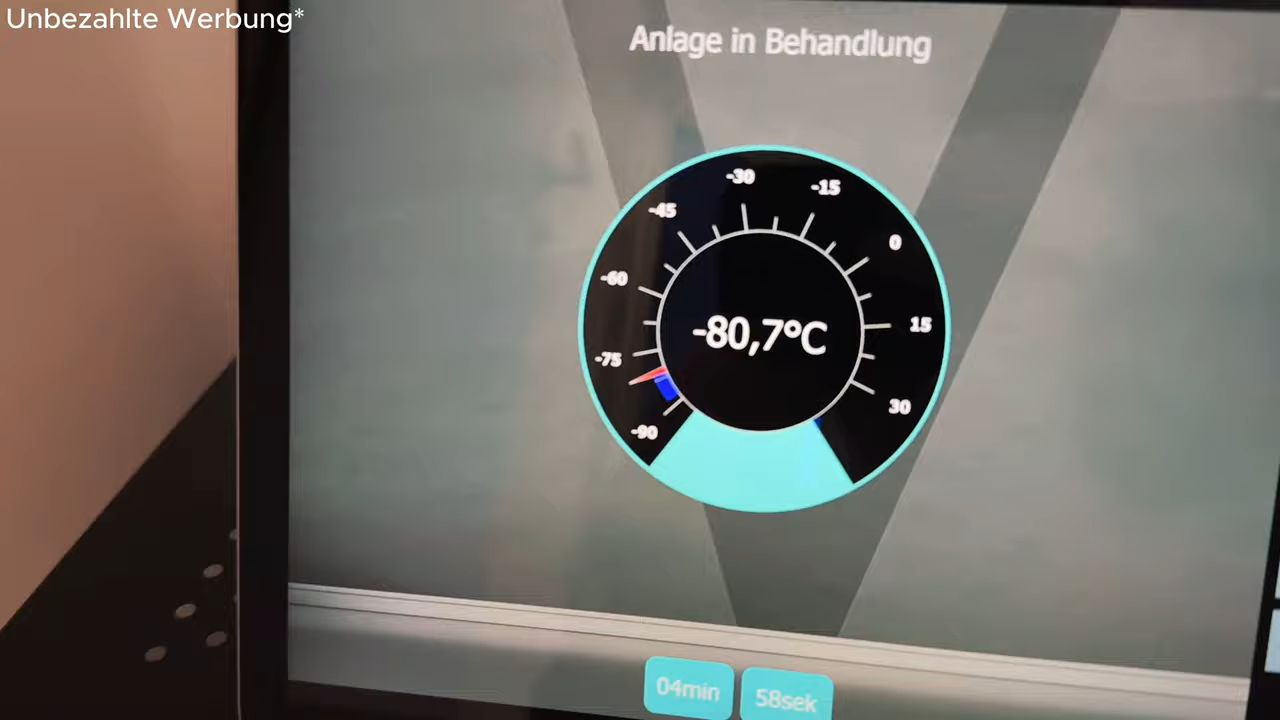 Unbezahlte Werbung*
Anlage in Behandlung
-30
-15
-45
0
-60
15
-80,7°C
-75
30
-90
04min
58sek